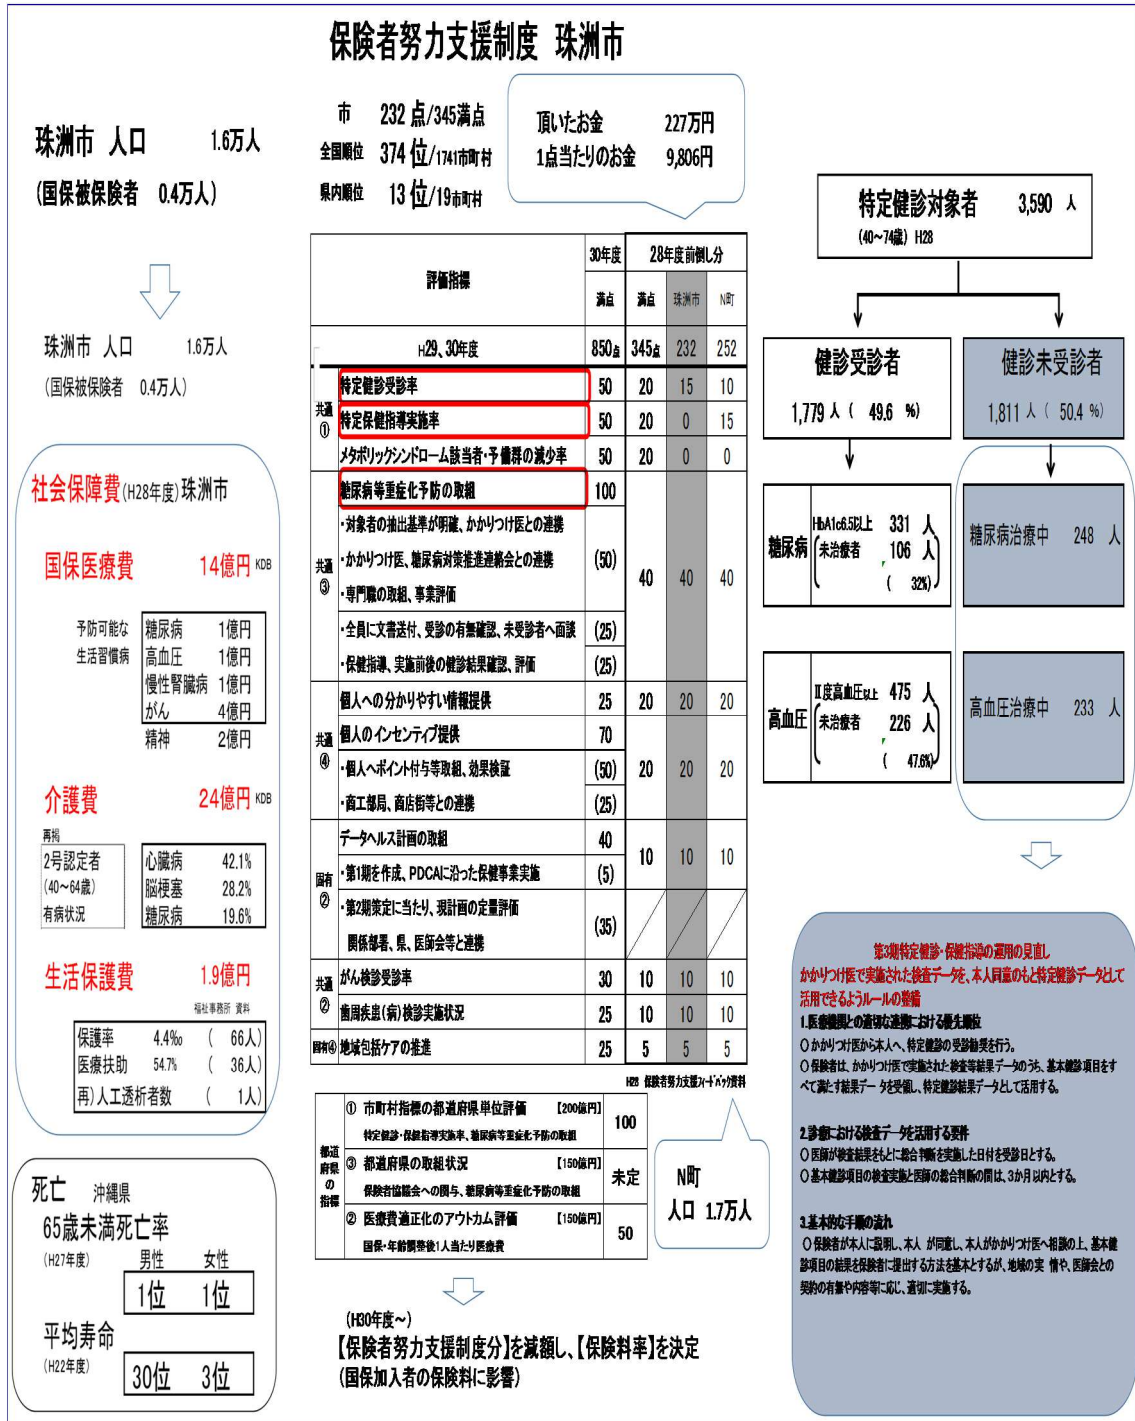 保険者努力支援制度 珠洲市
珠洲市 人口 1.6万人
(国保被保険者 0.4万人)
珠洲市 人口 1.6万人
(国保被保険者 0.4万人)
社会保障費(H28年度)珠洲市
国保医療費 14億円 KDB
予防可能な
生活習慣病
糖尿病 1億円
高血圧 1億円
慢性腎臓病 1億円
がん 4億円
精神 2億円
介護費 24億円 KDB
再掲
2号認定者
(40~64歳)
有病状況
心臓病 42.1%
脳梗塞 28.2%
糖尿病 19.6%
生活保護費 1.9億円
福祉事務所 資料
保護率 4.4‰ ( 66人)
医療扶助 54.7% ( 36人)
再)人工透析者数 ( 1人)
死亡 沖縄県
65歳未満死亡率
(H27年度) 男性 女性
1位 1位
平均寿命
(H22年度) 30位 3位
市 232 点/345満点
全国順位 374 位/1741市町村
県内順位 13 位/19市町村
頂いたお金 227万円
1点当たりのお金 9,806円
評価指標 30年度 28年度前倒し分
満点 満点 珠洲市 N町
H29、30年度 850点 345点 232 252
共通①
特定健診受診率 50 20 15 10
特定保健指導実施率 50 20 0 15
メタボリックシンドローム該当者・予備群の減少率 50 20 0 0
共通③
糖尿病等重症化予防の取組 100 40 40 40
・対象者の抽出基準が明確、かかりつけ医との連携
・かかりつけ医、糖尿病対策推進連絡会との連携 (50)
・専門職の取組、事業評価
・全員に文書送付、受診の有無確認、未受診者へ面談 (25)
・保健指導、実施前後の健診結果確認、評価 (25)
共通④
個人への分かりやすい情報提供 25 20 20 20
個人のインセンティブ提供 70 20 20 20
・個人へポイント付与等取組、効果検証 (50)
・商工部局、商店街等との連携 (25)
固有②
データヘルス計画の取組 40 10 10 10
・第1期を作成、PDCAに沿った保健事業実施 (5)
・第2期策定に当たり、現計画の定量評価 (35)
関係部署、県、医師会等と連携
共通②
がん検診受診率 30 10 10 10
歯周疾患(病)検診実施状況 25 10 10 10
固有④ 地域包括ケアの推進 25 5 5 5
H28 保険者努力支援フィードバック資料
都道府県の指標
① 市町村指標の都道府県単位評価 【200億円】 100
特定健診・保健指導実施率、糖尿病等重症化予防の取組
③ 都道府県の取組状況 【150億円】 未定
保険者協議会への関与、糖尿病等重症化予防の取組
② 医療費適正化のアウトカム評価 【150億円】 50
国保・年齢調整後1人当たり医療費
N町
人口 1.7万人
(H30年度~)
【保険者努力支援制度分】を減額し、【保険料率】を決定
(国保加入者の保険料に影響)
特定健診対象者 3,590 人
(40~74歳) H28
健診受診者
1,779 人 ( 49.6 %)
健診未受診者
1,811 人 ( 50.4 %)
糖尿病
HbA1c6.5以上 331 人
未治療者 106 人
( 32%)
糖尿病治療中 248 人
高血圧
Ⅱ度高血圧以上 475 人
未治療者 226 人
( 47.6%)
高血圧治療中 233 人
第3期特定健診・保健指導の運用の見直し
かかりつけ医で実施された検査データを、本人同意のもと特定健診データとして
活用できるようルールの整備
1.医療機関との適切な連携における優先順位
○ かかりつけ医から本人へ、特定健診の受診勧奨を行う。
○ 保険者は、かかりつけ医で実施された検査等結果データのうち、基本健診項目をす
べて満たす結果デー タを受領し、特定健診結果データとして活用する。
2.診療における検査データを活用する要件
○ 医師が検査結果をもとに総合判断を実施した日付を受診日とする。
○ 基本健診項目の検査実施と医師の総合判断の間は、3か月以内とする。
3.基本的な手順の流れ
○ 保険者が本人に説明し、本人 が同意し、本人がかかりつけ医へ相談の上、基本健
診項目の結果を保険者に提出する方法を基本とするが、地域の実 情や、医師会との
契約の有無や内容等に応じ、適切に実施する。